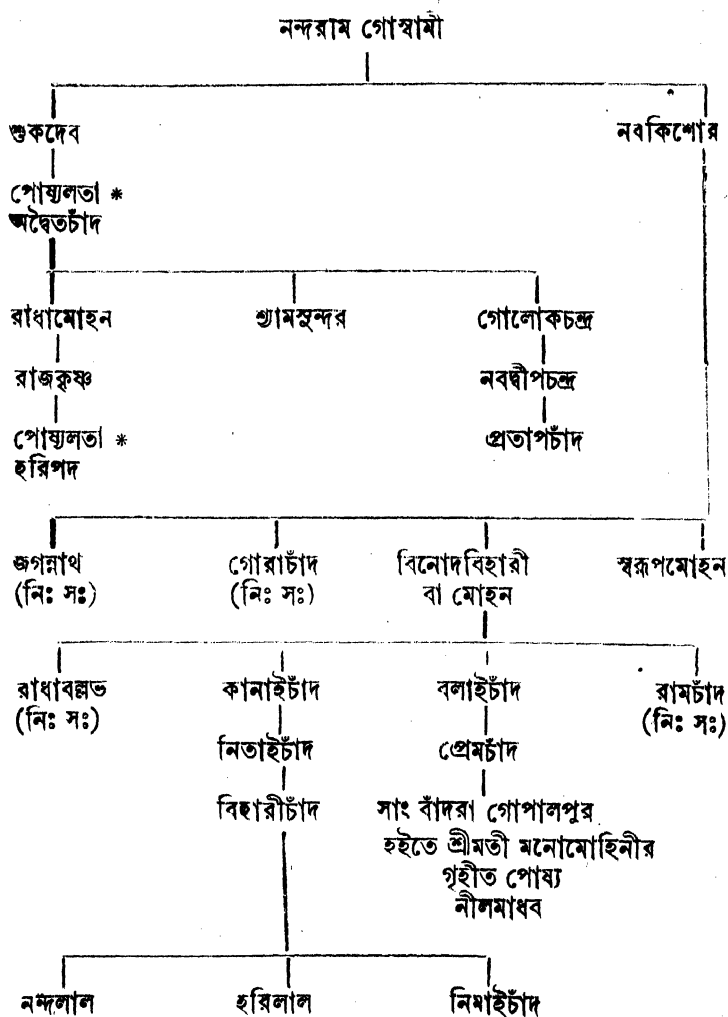 নন্দরাম গোস্বামী
শুকদেব নবকিশোর
পোষ্যলতা *
অদ্বৈতচাঁদ
রাধামোহন শ্যামসুন্দর গোলোকচন্দ্র
রাজকৃষ্ণ নবদ্বীপচন্দ্র
পোষ্যলতা * প্রতাপচাঁদ
হরিপদ
জগন্নাথ গোরাচাঁদ বিনোদবিহারী স্বরূপমোহন
(নিঃ সঃ) (নিঃ সঃ) বা মোহন
রাধাবল্লভ কানাইচাঁদ বলাইচাঁদ রামচাঁদ
(নিঃ সঃ) (নিঃ সঃ)
নিতাইচাঁদ প্রেমচাঁদ
বিহারীচাঁদ সাং বাঁদরা গোপালপুর
হইতে শ্রীমতী মনোমোহিনীর
গৃহীত পোষ্য
নীলমাধব
নন্দলাল হরিলাল নিমাইচাঁদ